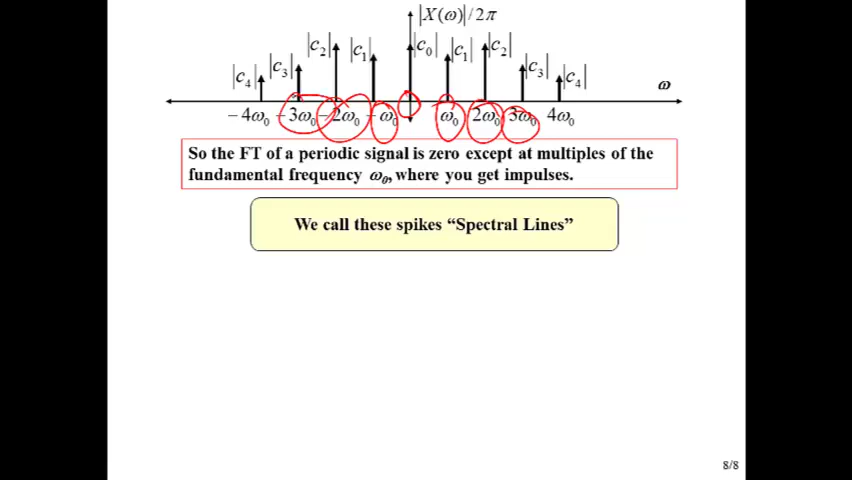 |X(ω)|/2π
|c₄| |c₃| |c₂| |c₁| |c₀| |c₁| |c₂| |c₃| |c₄| ω
−4ω₀ −3ω₀ −2ω₀ −ω₀ ω₀ 2ω₀ 3ω₀ 4ω₀
So the FT of a periodic signal is zero except at multiples of the
fundamental frequency ω₀, where you get impulses.
We call these spikes “Spectral Lines”
8/8